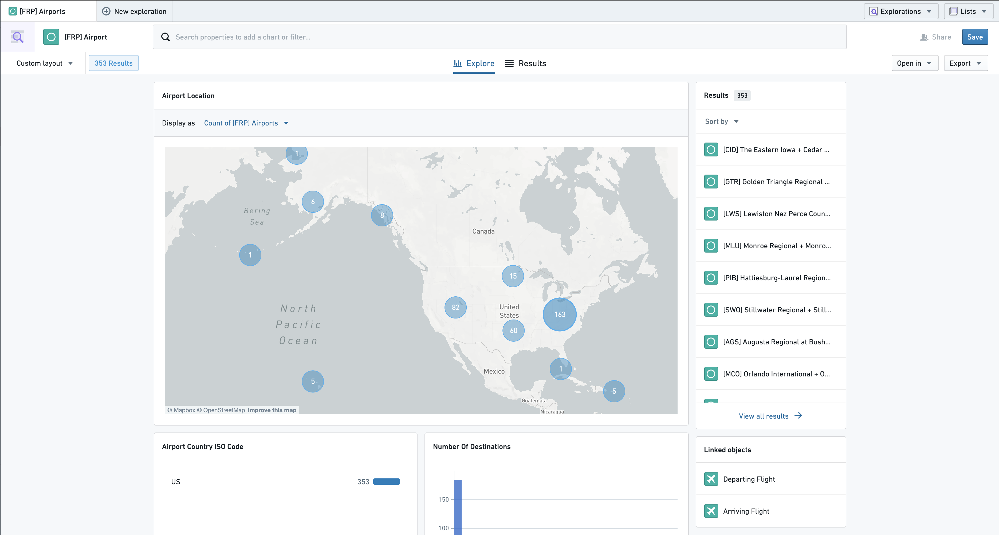 [FRP] Airports
New exploration
Explorations
Lists
[FRP] Airport
Search properties to add a chart or filter...
Share
Save
Custom layout
353 Results
Explore
Results
Open in
Export
Airport Location
Display as Count of [FRP] Airports
1
6
8
Bering
Sea
Canada
1
15
82
United
States
163
60
North
Pacific
Ocean
1
Mexico
5
5
Guatemala
Nicaragua
© Mapbox © OpenStreetMap Improve this map
Results 353
Sort by
[CID] The Eastern Iowa + Cedar ...
[GTR] Golden Triangle Regional ...
[LWS] Lewiston Nez Perce Coun...
[MLU] Monroe Regional + Monro...
[PIB] Hattiesburg-Laurel Region...
[SWO] Stillwater Regional + Still...
[AGS] Augusta Regional at Bush...
[MCO] Orlando International + O...
View all results
Airport Country ISO Code
US 353
Number Of Destinations
150
100
Linked objects
Departing Flight
Arriving Flight